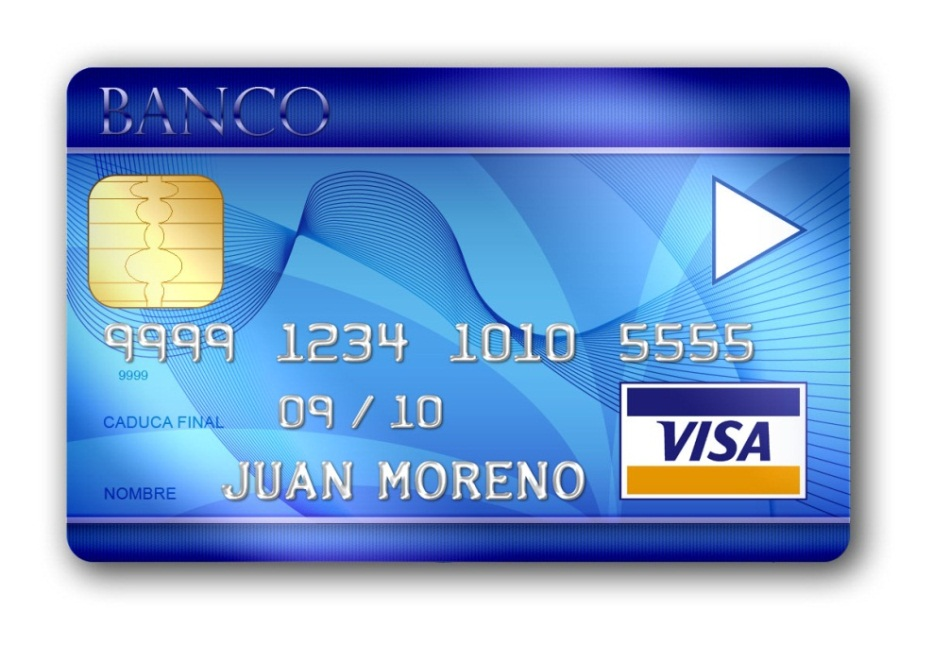 BANCO
9999 1234 1010 5555
9999
CADUCA FINAL 09 / 10
NOMBRE JUAN MORENO
VISA